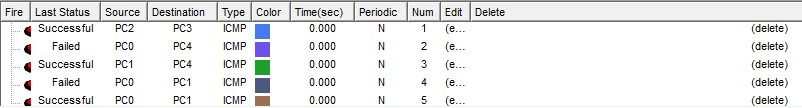 Fire Last Status Source Destination Type Color Time(sec) Periodic Num Edit Delete
Successful PC2 PC3 ICMP 0.000 N 1 (e... (delete)
Failed PC0 PC4 ICMP 0.000 N 2 (e... (delete)
Successful PC1 PC4 ICMP 0.000 N 3 (e... (delete)
Failed PC0 PC1 ICMP 0.000 N 4 (e... (delete)
Successful PC0 PC1 ICMP 0.000 N 5 (e... (delete)